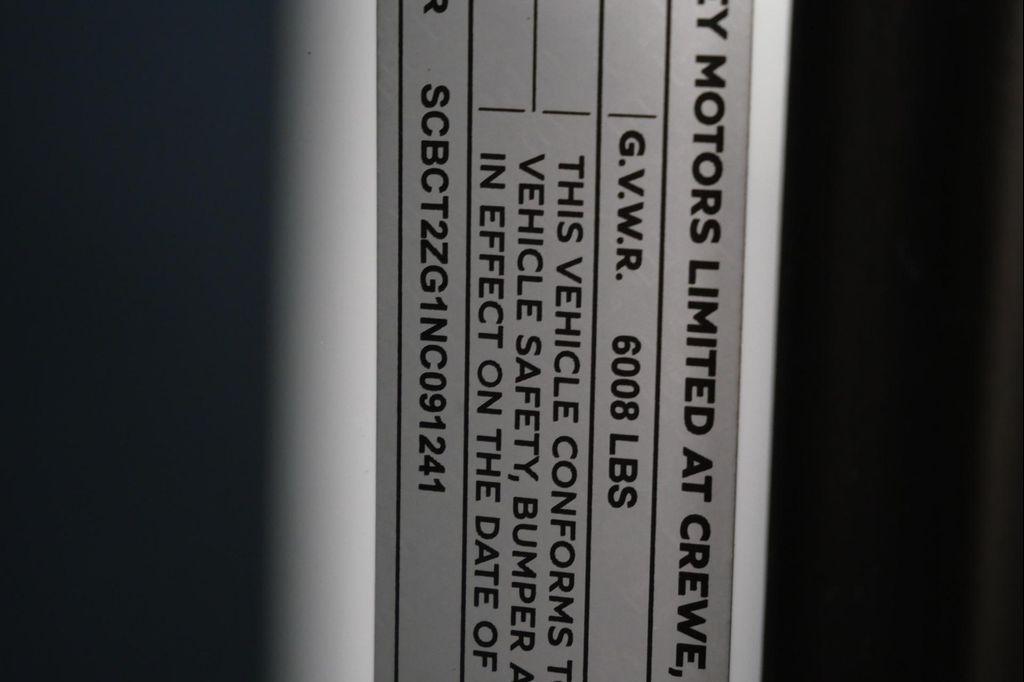 EY MOTORS LIMITED AT CREWE,
G.V.W.R. 6008 LBS
THIS VEHICLE CONFORMS T
VEHICLE SAFETY, BUMPER A
IN EFFECT ON THE DATE OF
R SCBCT2ZG1NC091241